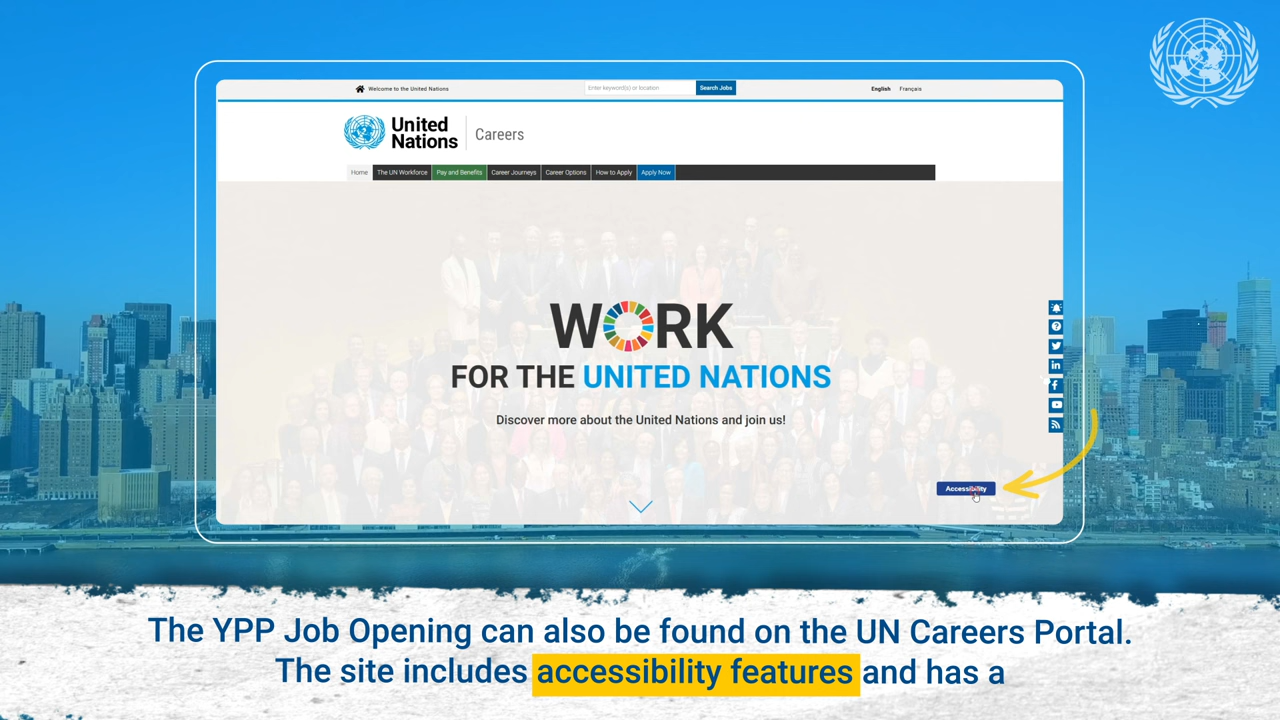 Welcome to the United Nations
Enter keyword(s) or location
Search Jobs
English Français
United
Nations
Careers
Home The UN Workforce Pay and Benefits Career Journeys Career Options How to Apply Apply Now
WORK
FOR THE UNITED NATIONS
Discover more about the United Nations and join us!
Accessibility
The YPP Job Opening can also be found on the UN Careers Portal.
The site includes accessibility features and has a